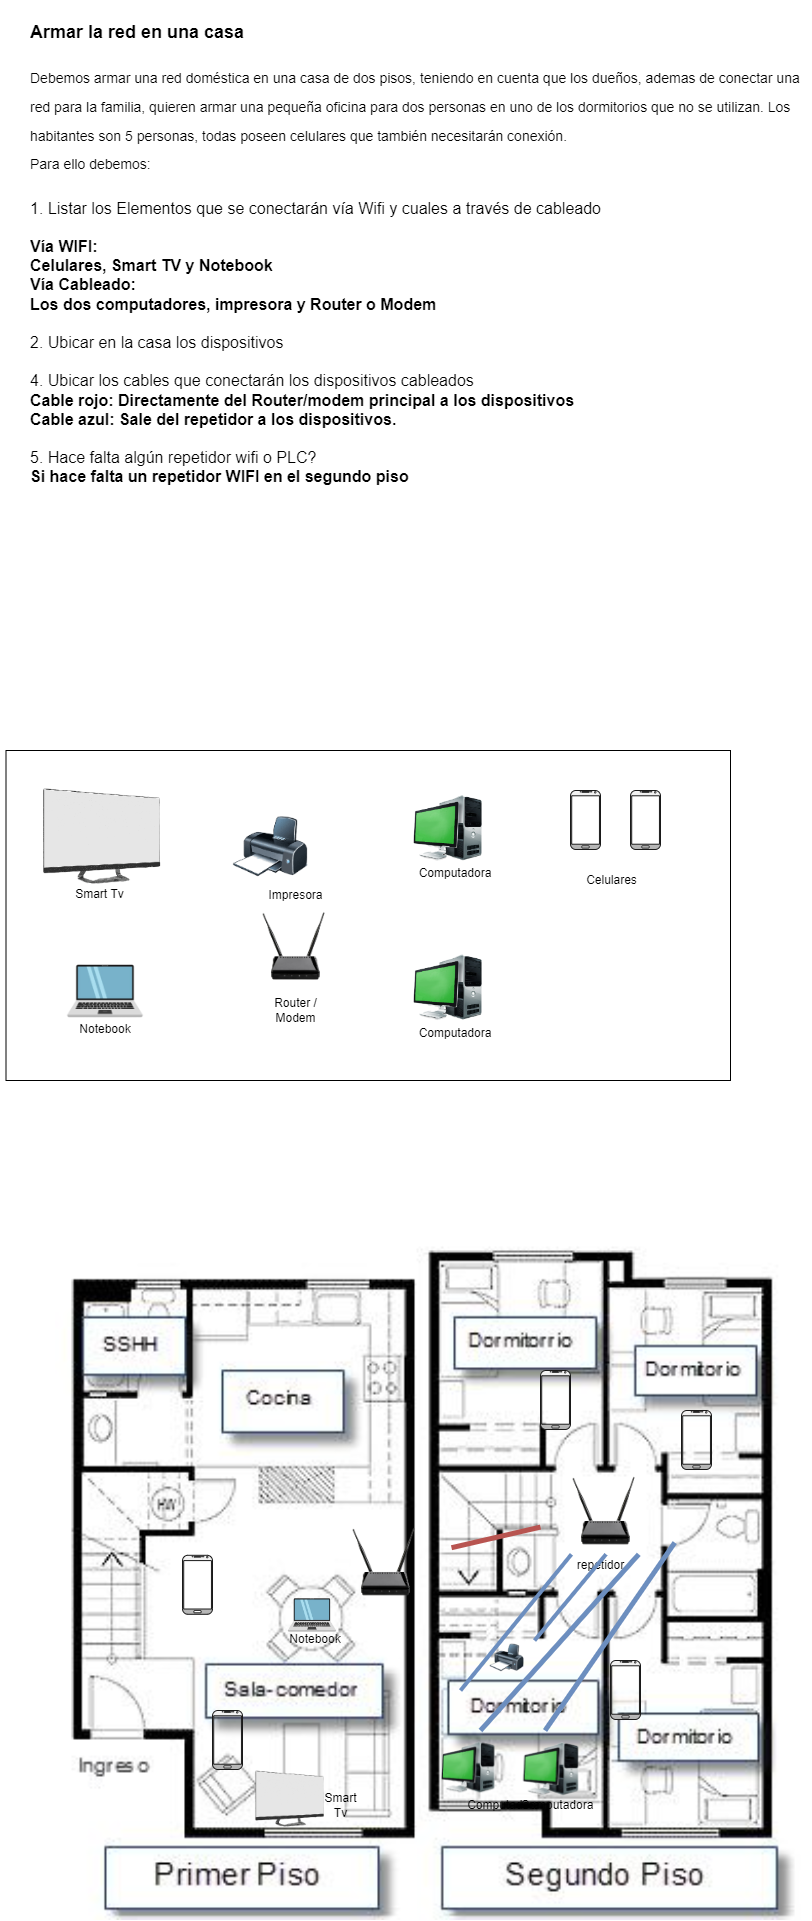 Armar la red en una casa
Debemos armar una red doméstica en una casa de dos pisos, teniendo en cuenta que los dueños, ademas de conectar una
red para la familia, quieren armar una pequeña oficina para dos personas en uno de los dormitorios que no se utilizan. Los
habitantes son 5 personas, todas poseen celulares que también necesitarán conexión.
Para ello debemos:
1. Listar los Elementos que se conectarán vía Wifi y cuales a través de cableado
Vía WIFI:
Celulares, Smart TV y Notebook
Vía Cableado:
Los dos computadores, impresora y Router o Modem
2. Ubicar en la casa los dispositivos
4. Ubicar los cables que conectarán los dispositivos cableados
Cable rojo: Directamente del Router/modem principal a los dispositivos
Cable azul: Sale del repetidor a los dispositivos.
5. Hace falta algún repetidor wifi o PLC?
Si hace falta un repetidor WIFI en el segundo piso
Smart Tv
Impresora
Computadora
Celulares
Notebook
Router /
Modem
Computadora
SSHH
Cocina
HW
Notebook
Sala-comedor
Ingreso
Smart
Tv
Primer Piso
Dormitorrio
Dormitorio
repetidor
Dormitorio
Dormitorio
Computadora
Segundo Piso